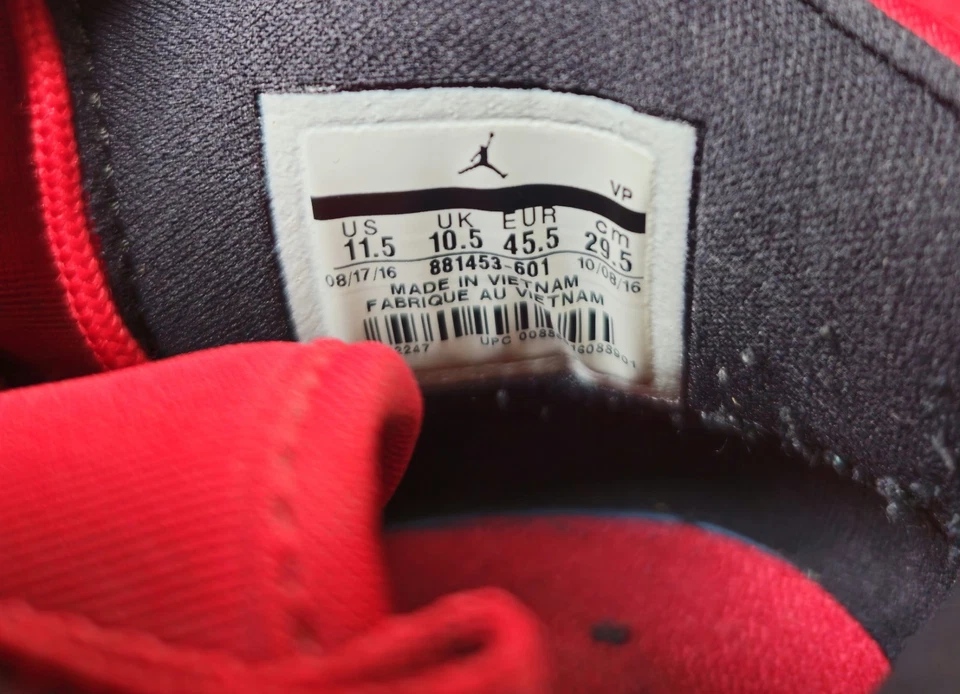 VP
US UK EUR cm
11.5 10.5 45.5 29.5
08/17/16 881453-601 10/08/16
MADE IN VIETNAM
FABRIQUE AU VIETNAM
UPC